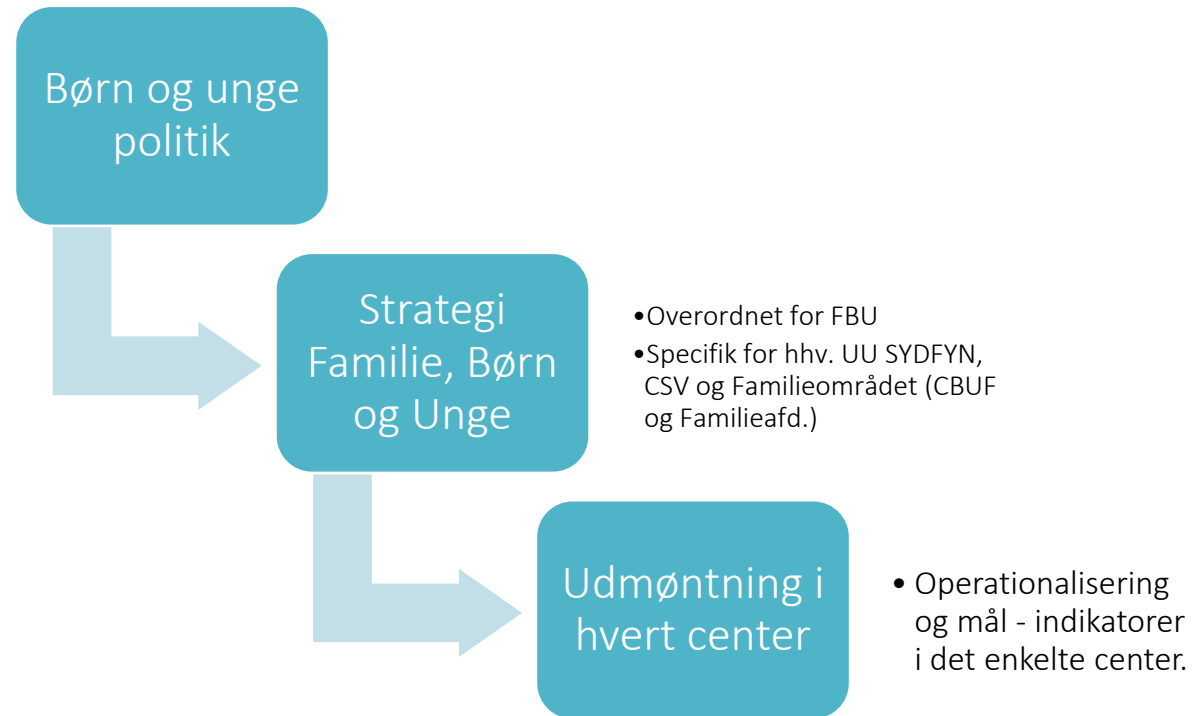 Børn og unge
politik
Strategi
Familie, Børn
og Unge
•Overordnet for FBU
•Specifik for hhv. UU SYDFYN,
CSV og Familieområdet (CBUF
og Familieafd.)
Udmøntning i
hvert center
• Operationalisering
og mål - indikatorer
i det enkelte center.